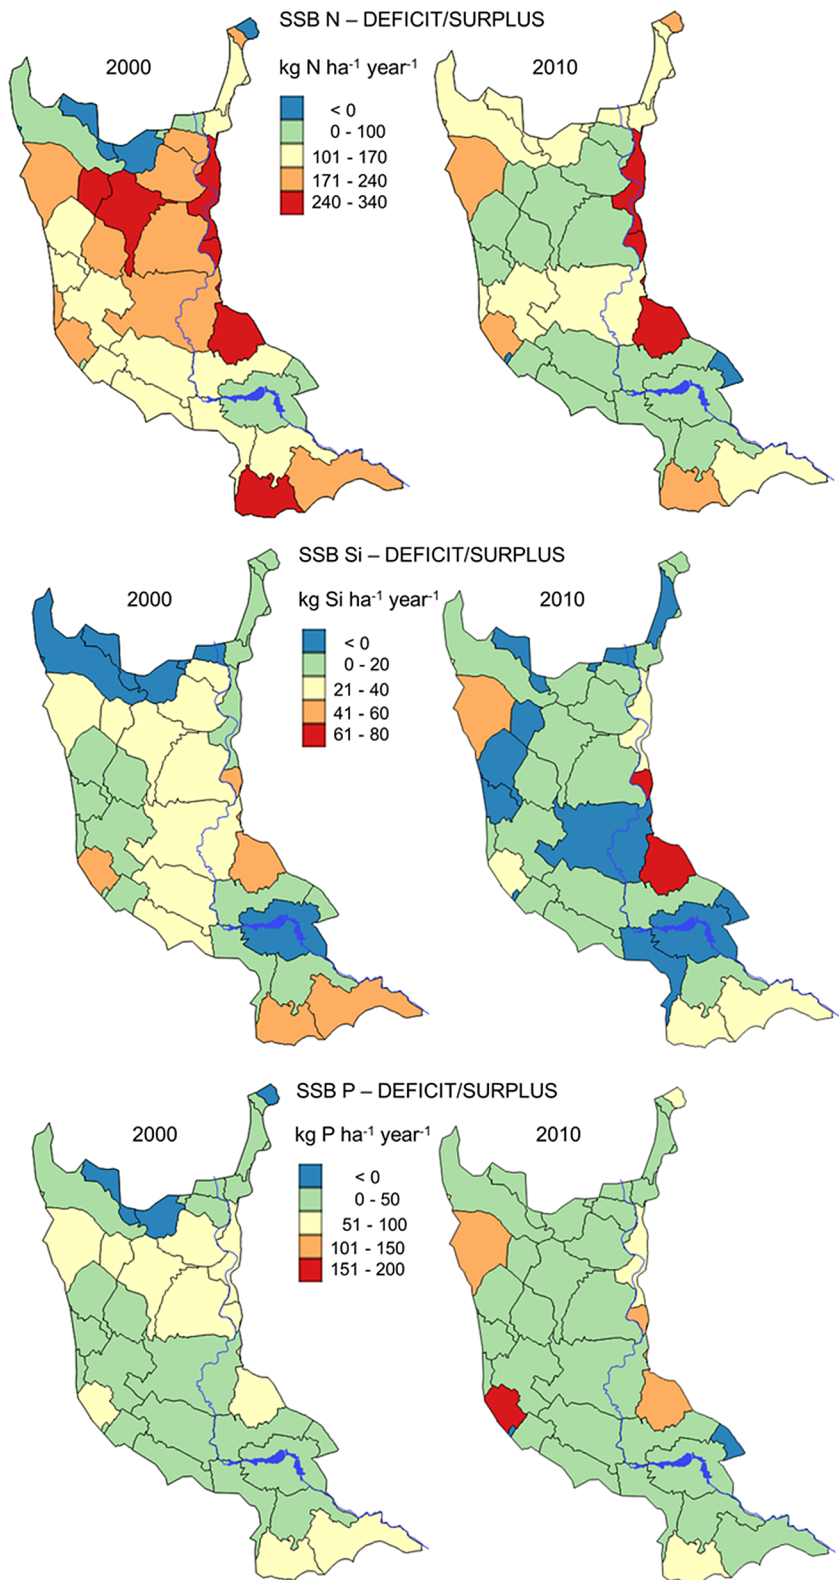 SSB N – DEFICIT/SURPLUS
2000
kg N ha-1 year-1
2010
< 0
0 - 100
101 - 170
171 - 240
240 - 340
SSB Si – DEFICIT/SURPLUS
2000
kg Si ha-1 year-1
2010
< 0
0 - 20
21 - 40
41 - 60
61 - 80
SSB P – DEFICIT/SURPLUS
2000
kg P ha-1 year-1
2010
< 0
0 - 50
51 - 100
101 - 150
151 - 200